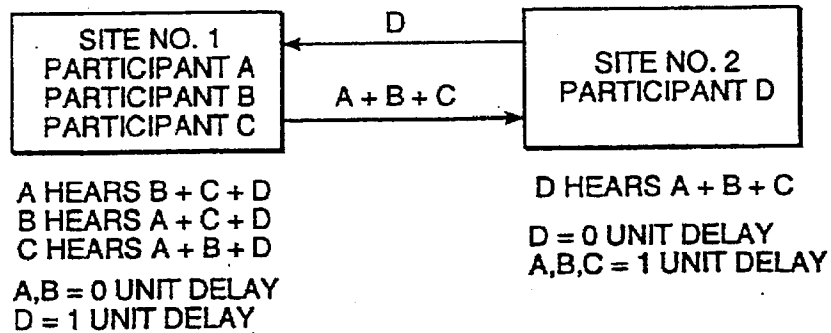 SITE NO. 1
PARTICIPANT A
PARTICIPANT B
PARTICIPANT C
D
A + B + C
SITE NO. 2
PARTICIPANT D
A HEARS B + C + D
B HEARS A + C + D
C HEARS A + B + D
A,B = 0 UNIT DELAY
D = 1 UNIT DELAY
D HEARS A + B + C
D = 0 UNIT DELAY
A,B,C = 1 UNIT DELAY